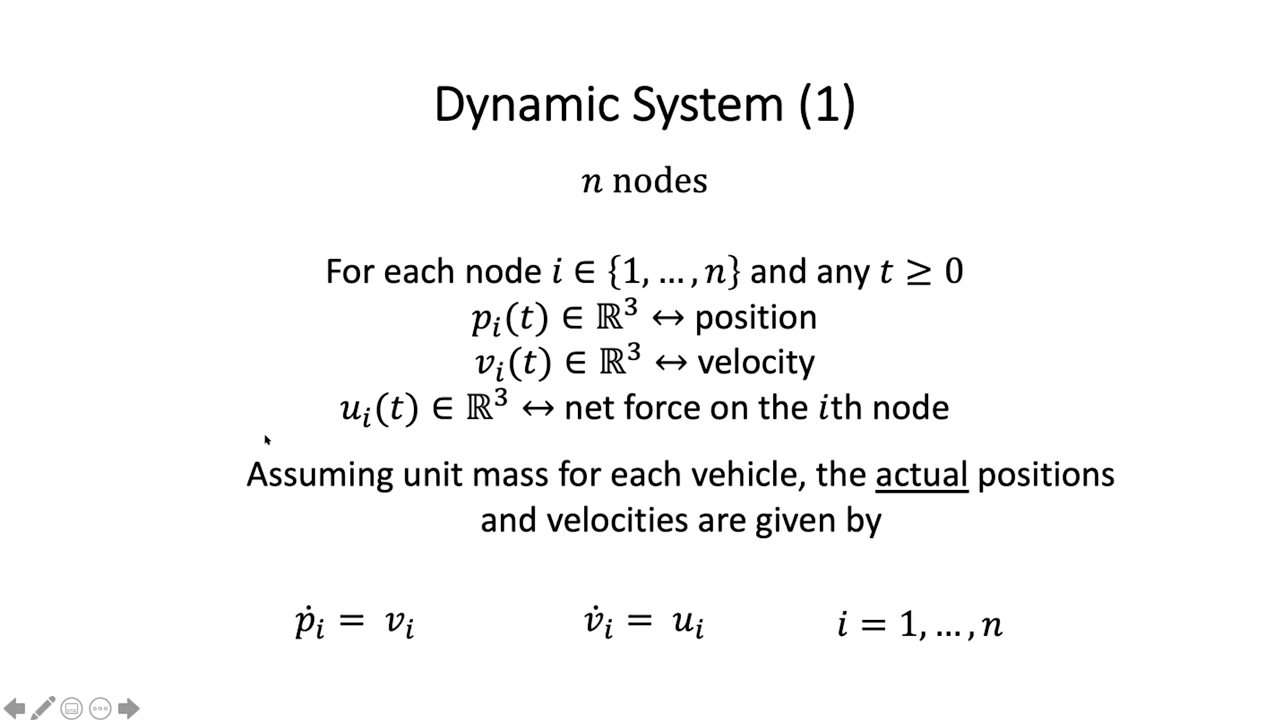 Dynamic System (1)
n nodes
For each node i ∈ {1, … , n} and any t ≥ 0
pᵢ(t) ∈ ℝ³ ↔ position
vᵢ(t) ∈ ℝ³ ↔ velocity
uᵢ(t) ∈ ℝ³ ↔ net force on the ith node
Assuming unit mass for each vehicle, the actual positions
and velocities are given by
ṗᵢ = vᵢ v̇ᵢ = uᵢ i = 1, … , n